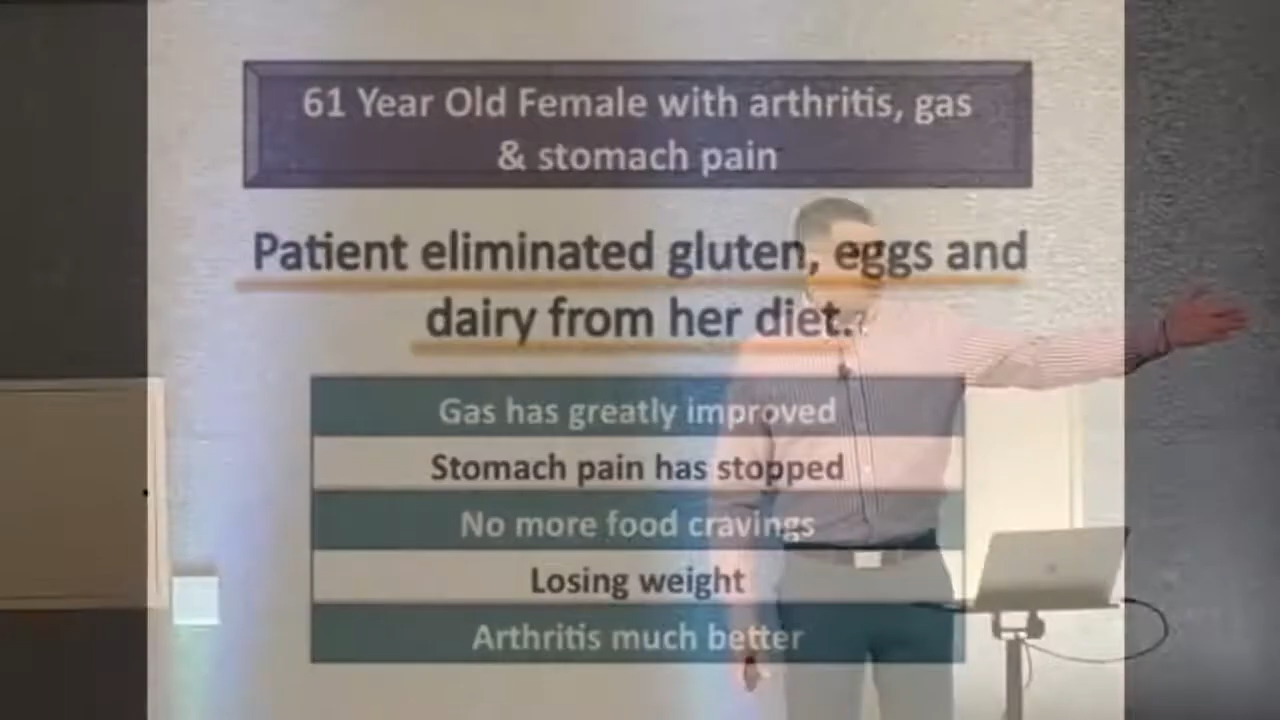 61 Year Old Female with arthritis, gas
& stomach pain
Patient eliminated gluten, eggs and
dairy from her diet.
Gas has greatly improved
Stomach pain has stopped
No more food cravings
Losing weight
Arthritis much better